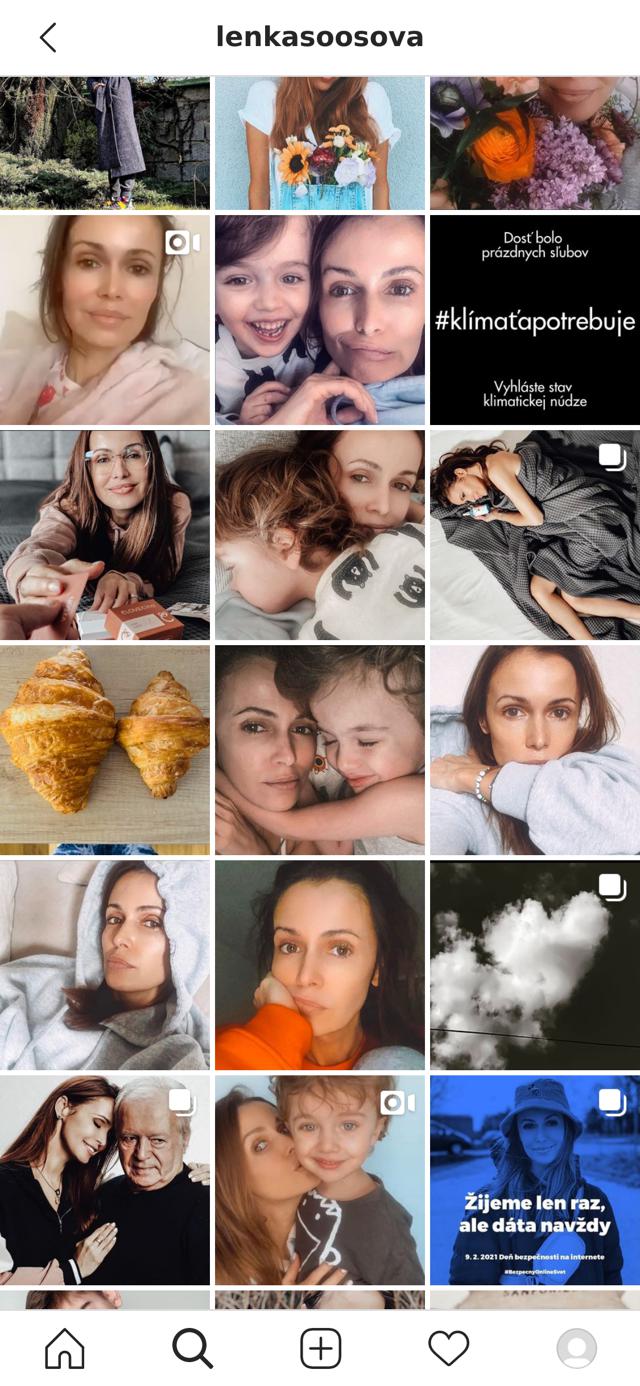 lenkasoosova
Dosť bolo
prázdnych sľubov
#klímaťapotrebuje
Vyhláste stav
klimatickej núdze
Žijeme len raz,
ale dáta navždy
9. 2. 2021 Deň bezpečnosti na internete
#BezpecnyOnlineSvet